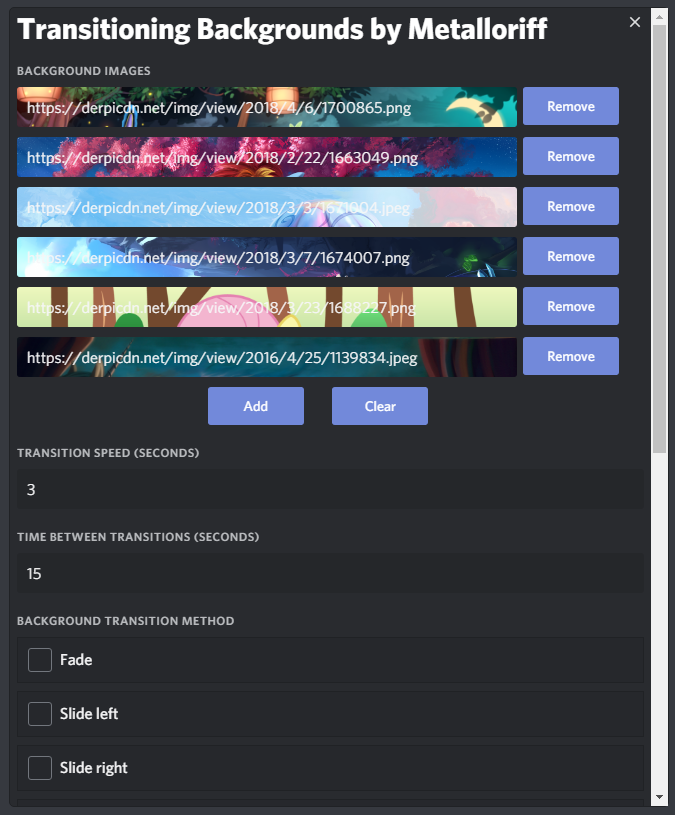 Transitioning Backgrounds by Metalloriff
BACKGROUND IMAGES
https://derpicdn.net/img/view/2018/4/6/1700865.png
Remove
https://derpicdn.net/img/view/2018/2/22/1663049.png
Remove
https://derpicdn.net/img/view/2018/3/3/1671004.jpeg
Remove
https://derpicdn.net/img/view/2018/3/7/1674007.png
Remove
https://derpicdn.net/img/view/2018/3/23/1688227.png
Remove
https://derpicdn.net/img/view/2016/4/25/1139834.jpeg
Remove
Add
Clear
TRANSITION SPEED (SECONDS)
3
TIME BETWEEN TRANSITIONS (SECONDS)
15
BACKGROUND TRANSITION METHOD
Fade
Slide left
Slide right